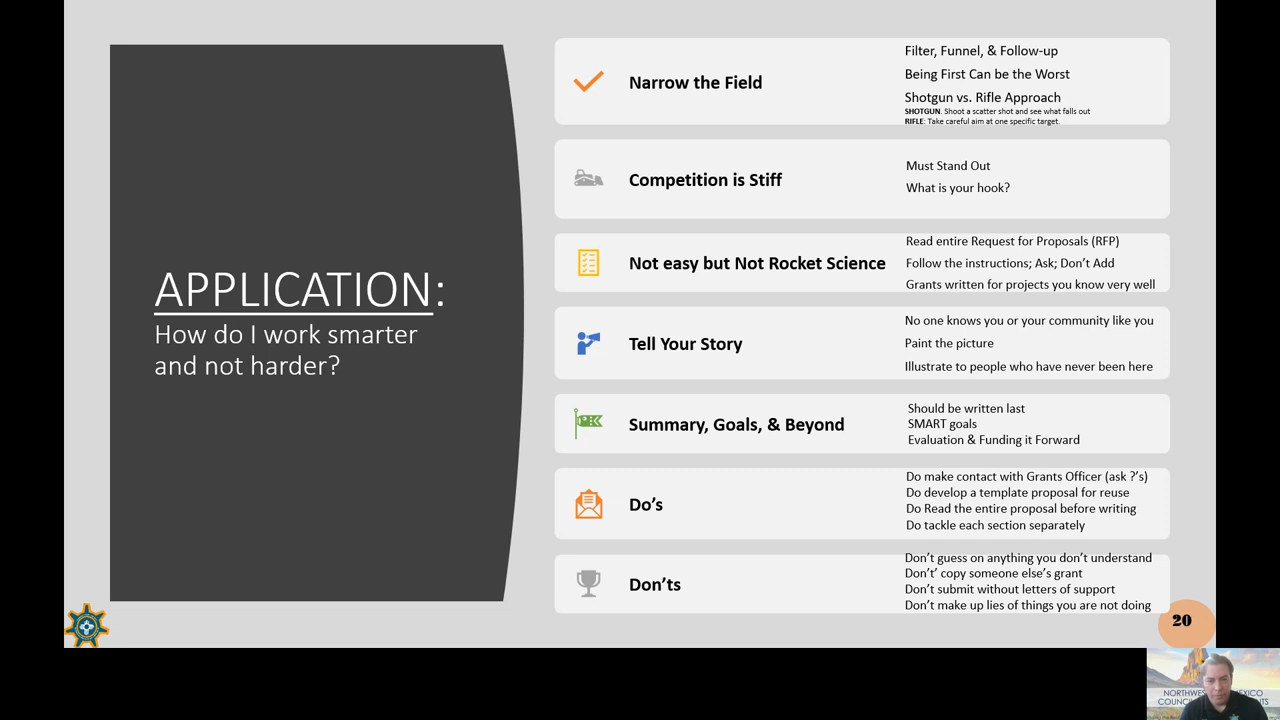 APPLICATION:
How do I work smarter
and not harder?
Narrow the Field
Filter, Funnel, & Follow-up
Being First Can be the Worst
Shotgun vs. Rifle Approach
SHOTGUN. Shoot a scatter shot and see what falls out
RIFLE: Take careful aim at one specific target.
Competition is Stiff
Must Stand Out
What is your hook?
Not easy but Not Rocket Science
Read entire Request for Proposals (RFP)
Follow the instructions; Ask; Don't Add
Grants written for projects you know very well
Tell Your Story
No one knows you or your community like you
Paint the picture
Illustrate to people who have never been here
Summary, Goals, & Beyond
Should be written last
SMART goals
Evaluation & Funding it Forward
Do's
Do make contact with Grants Officer (ask ?'s)
Do develop a template proposal for reuse
Do Read the entire proposal before writing
Do tackle each section separately
Don'ts
Don't guess on anything you don't understand
Don't' copy someone else's grant
Don't submit without letters of support
Don't make up lies of things you are not doing
20